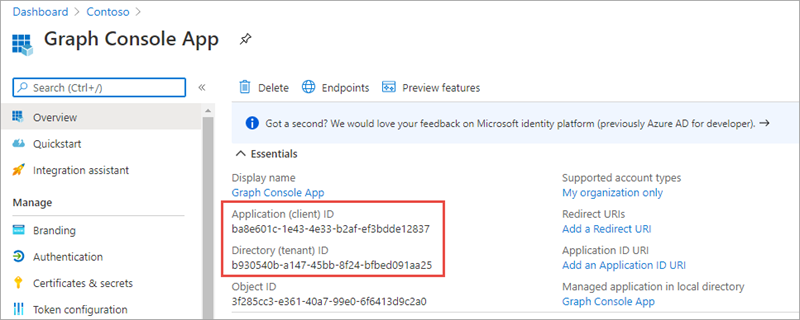 Dashboard > Contoso >
Graph Console App
Search (Ctrl+/)
«
Overview
Quickstart
Integration assistant
Manage
Branding
Authentication
Certificates & secrets
Token configuration
Delete
Endpoints
Preview features
Got a second? We would love your feedback on Microsoft identity platform (previously Azure AD for developer). →
Essentials
Display name
Graph Console App
Application (client) ID
ba8e601c-1e43-4e33-b2af-ef3bdde12837
Directory (tenant) ID
b930540b-a147-45bb-8f24-bfbed091aa25
Object ID
3f285cc3-e361-40a7-99e0-6f6413d9c2a0
Supported account types
My organization only
Redirect URIs
Add a Redirect URI
Application ID URI
Add an Application ID URI
Managed application in local directory
Graph Console App